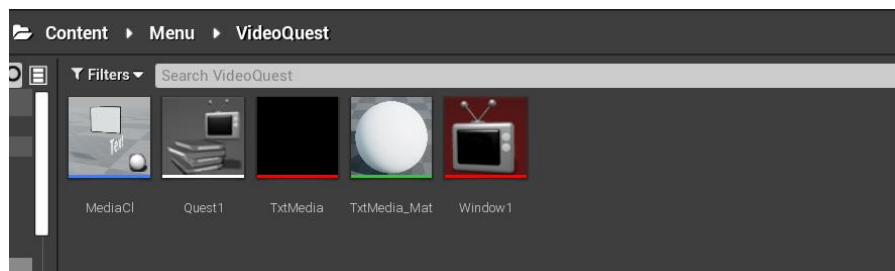 Content Menu VideoQuest
Filters Search VideoQuest
Text
MediaCl Quest1 TxtMedia TxtMedia_Mat Window1